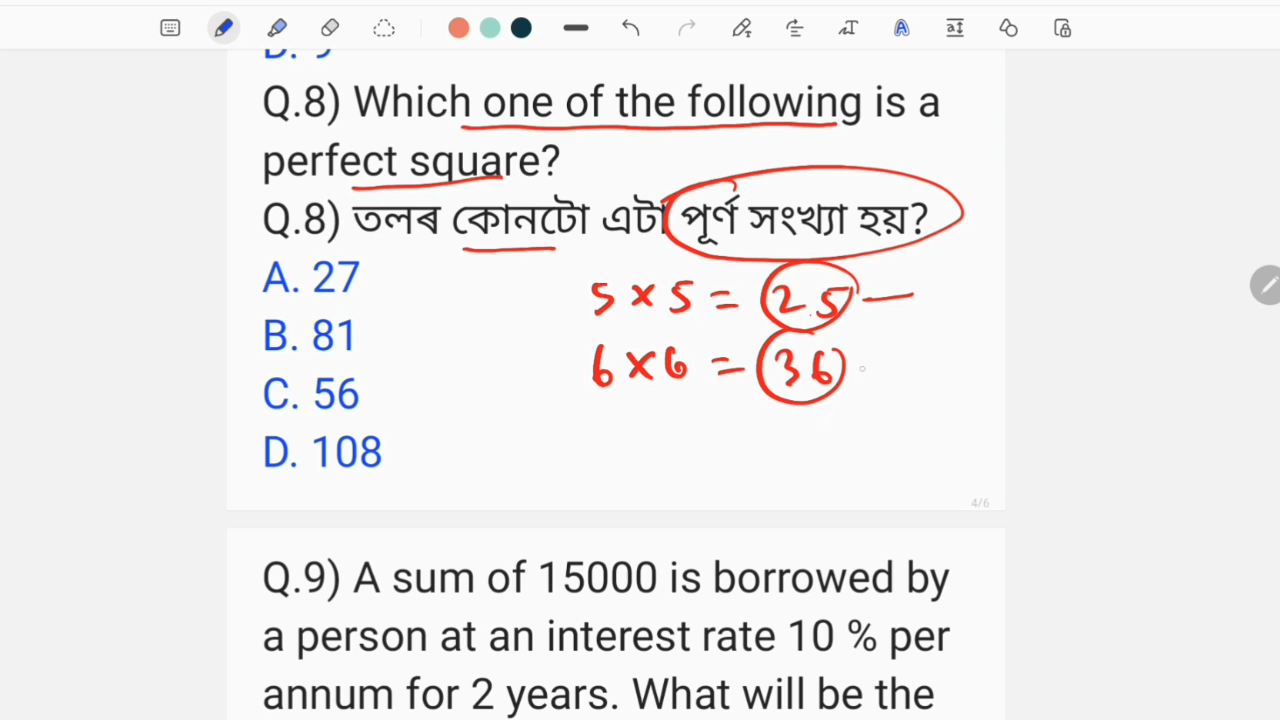 Q.8) Which one of the following is a
perfect square?
Q.8) তলৰ কোনটো এটা পূৰ্ণ সংখ্যা হয়?
A. 27
5 × 5 = 25 —
B. 81
6 × 6 = 36
C. 56
D. 108
4/6
Q.9) A sum of 15000 is borrowed by
a person at an interest rate 10 % per
annum for 2 years. What will be the